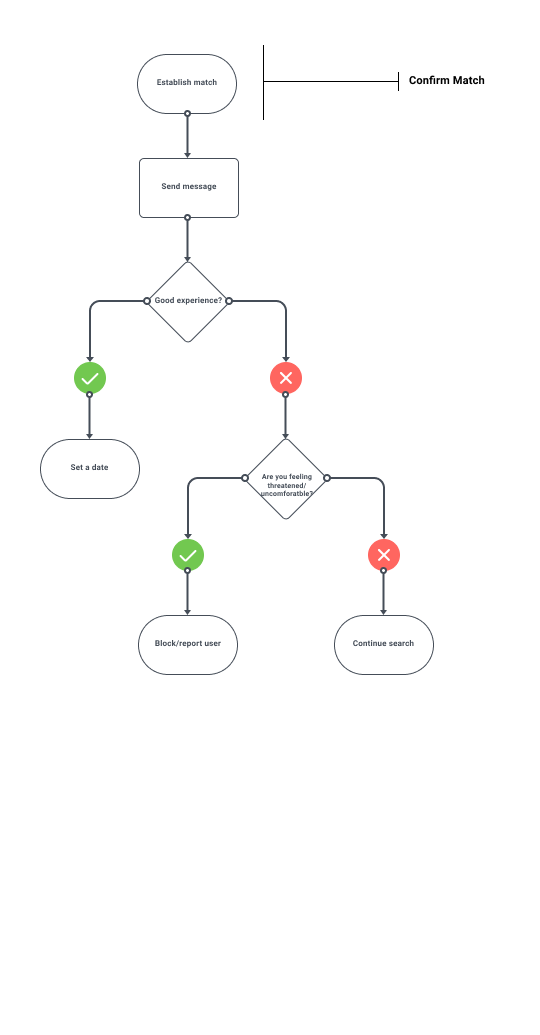 Establish match
Confirm Match
Send message
Good experience?
Set a date
Are you feeling
threatened/
uncomforatble?
Block/report user
Continue search